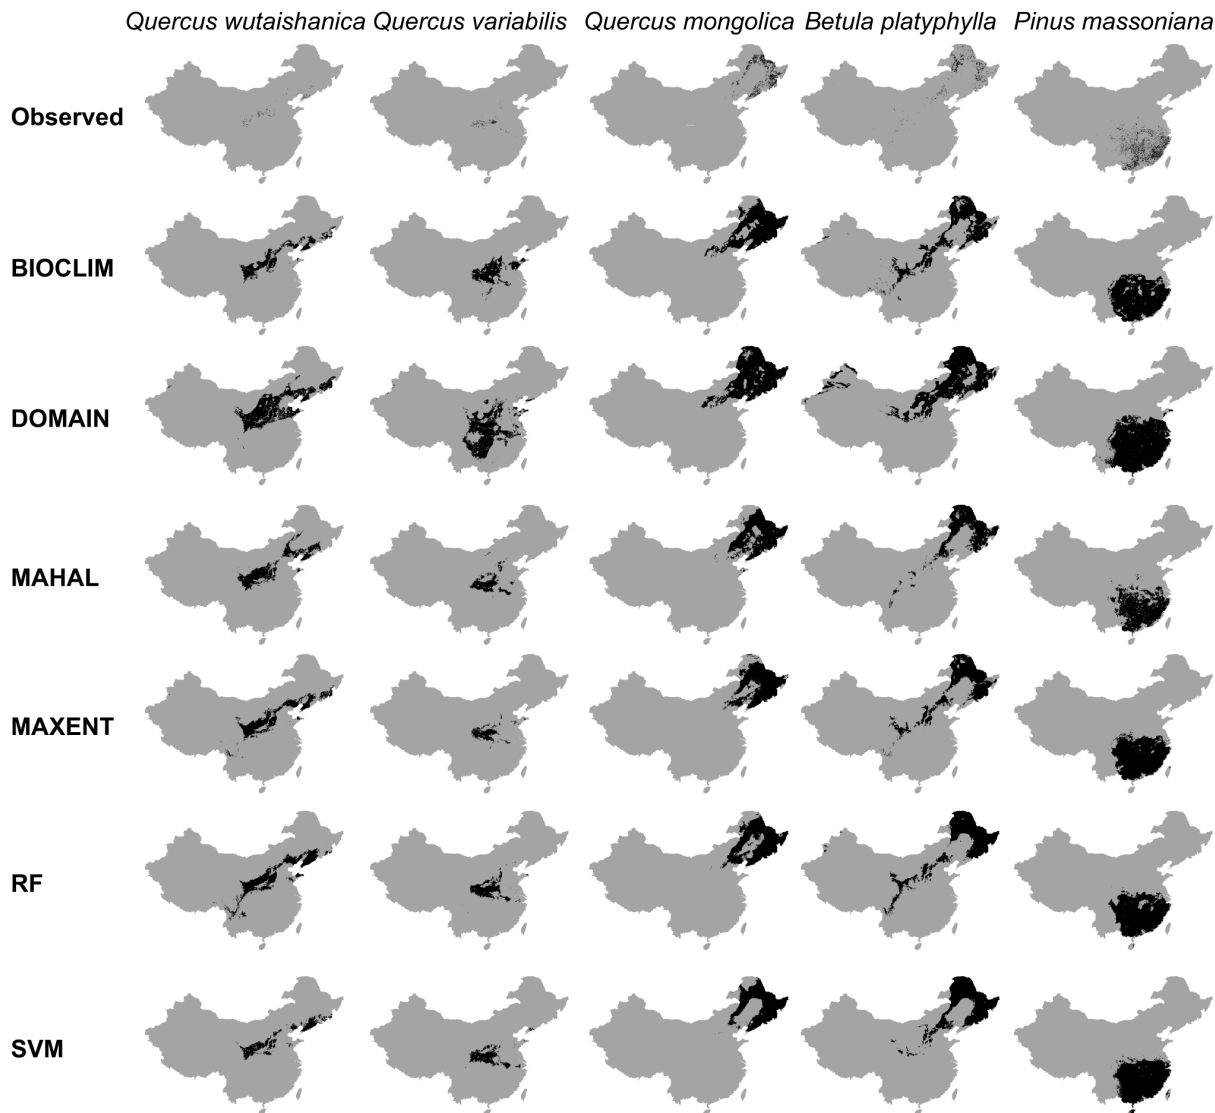 Quercus wutaishanica Quercus variabilis Quercus mongolica Betula platyphylla Pinus massoniana
Observed
BIOCLIM
DOMAIN
MAHAL
MAXENT
RF
SVM